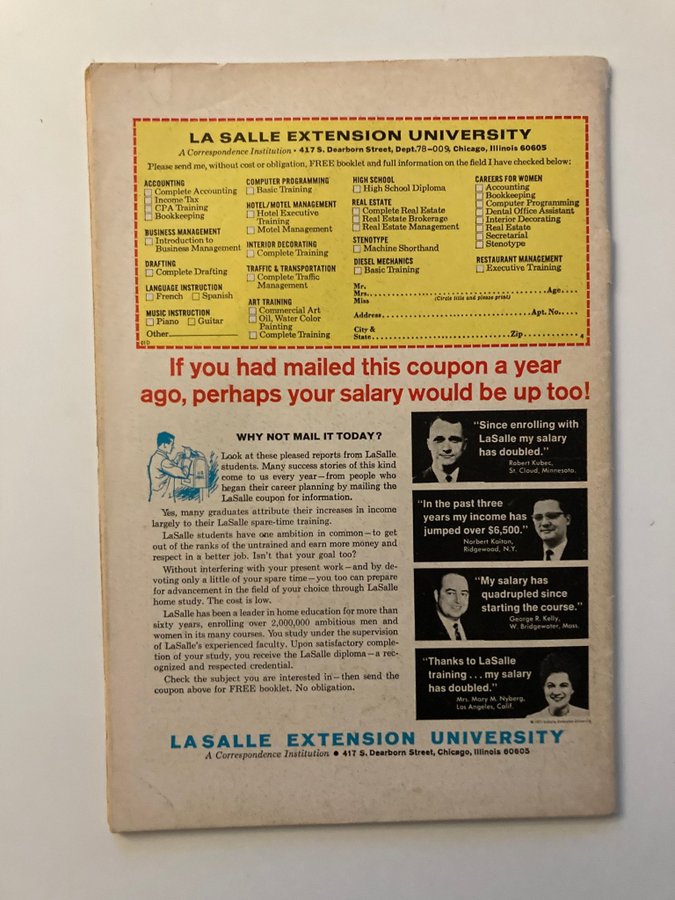 LA SALLE EXTENSION UNIVERSITY
A Correspondence Institution • 417 S. Dearborn Street, Dept.78-009, Chicago, Illinois 60605
Please send me, without cost or obligation, FREE booklet and full information on the field I have checked below:
ACCOUNTING
Complete Accounting
Income Tax
CPA Training
Bookkeeping
BUSINESS MANAGEMENT
Introduction to
Business Management
DRAFTING
Complete Drafting
LANGUAGE INSTRUCTION
French Spanish
MUSIC INSTRUCTION
Piano Guitar
Other
COMPUTER PROGRAMMING
Basic Training
HOTEL/MOTEL MANAGEMENT
Hotel Executive
Training
Motel Management
INTERIOR DECORATING
Complete Training
TRAFFIC & TRANSPORTATION
Complete Traffic
Management
ART TRAINING
Commercial Art
Oil, Water Color
Painting
Complete Training
HIGH SCHOOL
High School Diploma
REAL ESTATE
Complete Real Estate
Real Estate Brokerage
Real Estate Management
STENOTYPE
Machine Shorthand
DIESEL MECHANICS
Basic Training
CAREERS FOR WOMEN
Accounting
Bookkeeping
Computer Programming
Dental Office Assistant
Interior Decorating
Real Estate
Secretarial
Stenotype
RESTAURANT MANAGEMENT
Executive Training
Mr.
Mrs. Age
Miss (Circle title and please print)
Address Apt. No.
City &
State Zip 4
If you had mailed this coupon a year
ago, perhaps your salary would be up too!
WHY NOT MAIL IT TODAY?
Look at these pleased reports from LaSalle
students. Many success stories of this kind
come to us every year—from people who
began their career planning by mailing the
LaSalle coupon for information.
Yes, many graduates attribute their increases in income
largely to their LaSalle spare-time training.
LaSalle students have one ambition in common—to get
out of the ranks of the untrained and earn more money and
respect in a better job. Isn't that your goal too?
Without interfering with your present work—and by de-
voting only a little of your spare time—you too can prepare
for advancement in the field of your choice through LaSalle
home study. The cost is low.
LaSalle has been a leader in home education for more than
sixty years, enrolling over 2,000,000 ambitious men and
women in its many courses. You study under the supervision
of LaSalle's experienced faculty. Upon satisfactory comple-
tion of your study, you receive the LaSalle diploma—a rec-
ognized and respected credential.
Check the subject you are interested in—then send the
coupon above for FREE booklet. No obligation.
"Since enrolling with
LaSalle my salary
has doubled."
Robert Kubec,
St. Cloud, Minnesota.
"In the past three
years my income has
jumped over $6,500."
Norbert Kaiton,
Ridgewood, N.Y.
"My salary has
quadrupled since
starting the course."
George R. Kelly,
W. Bridgewater, Mass.
"Thanks to LaSalle
training . . . my salary
has doubled."
Mrs. Mary M. Nyberg,
Los Angeles, Calif.
© 1971 LaSalle Extension University
LA SALLE EXTENSION UNIVERSITY
A Correspondence Institution • 417 S. Dearborn Street, Chicago, Illinois 60605